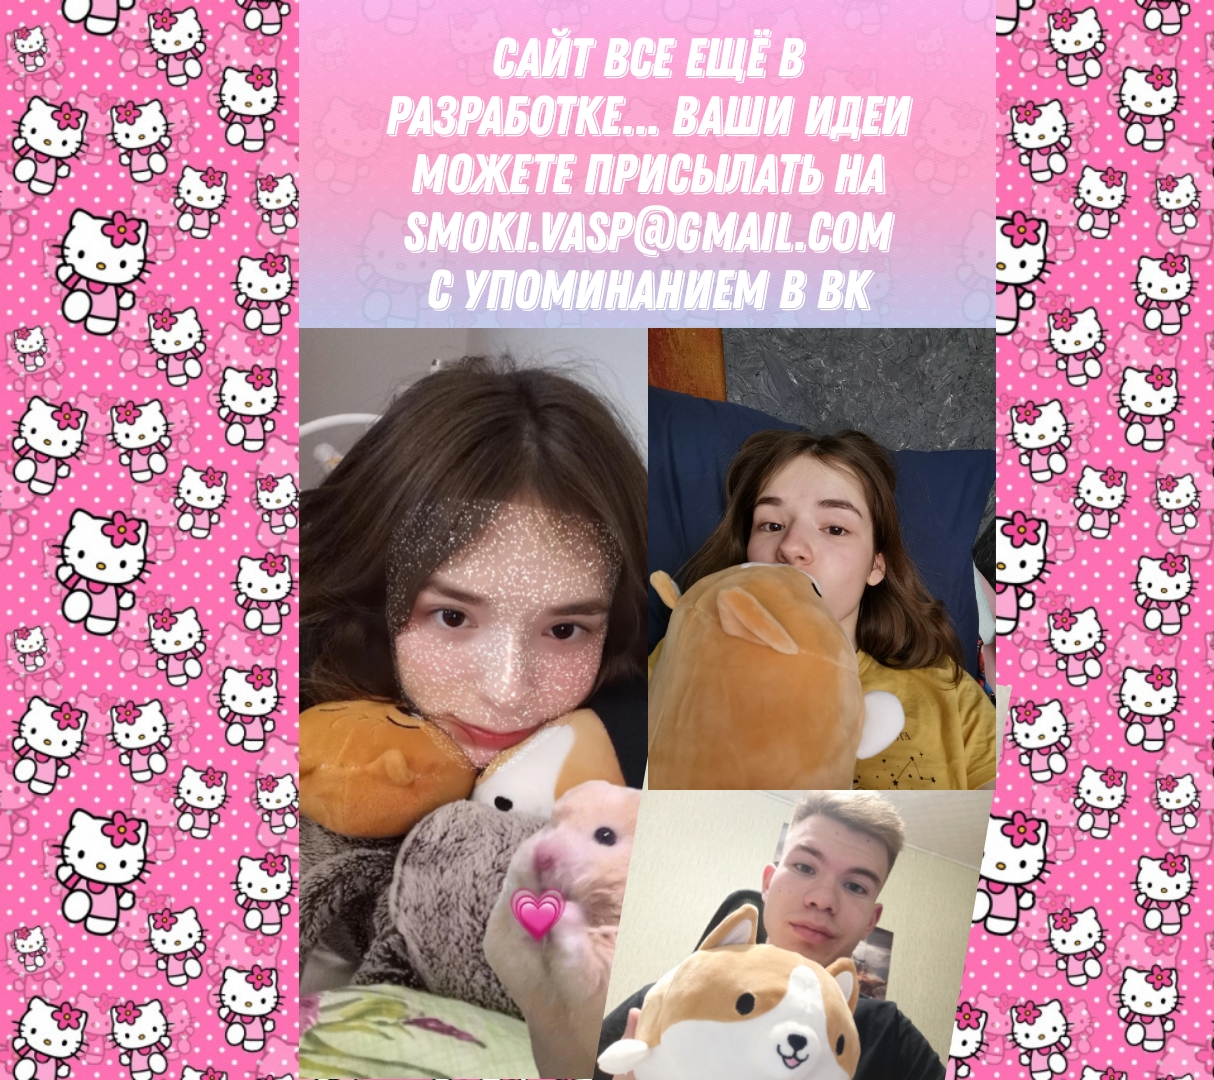 САЙТ ВСЕ ЕЩЁ В
РАЗРАБОТКЕ... ВАШИ ИДЕИ
МОЖЕТЕ ПРИСЫЛАТЬ НА
SMOKI.VASP@GMAIL.COM
С УПОМИНАНИЕМ В ВК